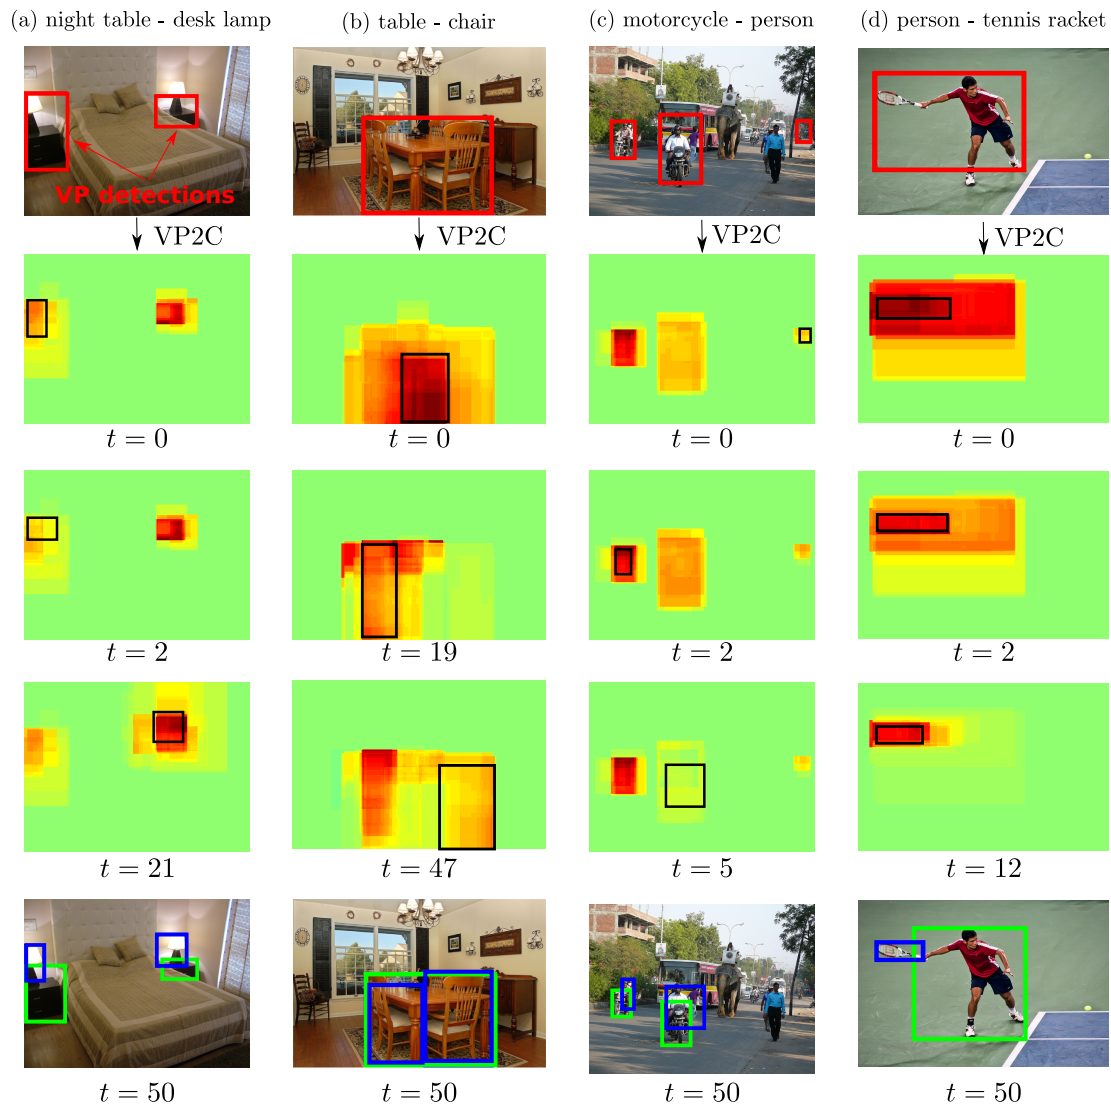 (a) night table - desk lamp
(b) table - chair
(c) motorcycle - person
(d) person - tennis racket
VP detections
VP2C
VP2C
VP2C
VP2C
t = 0
t = 0
t = 0
t = 0
t = 2
t = 19
t = 2
t = 2
t = 21
t = 47
t = 5
t = 12
t = 50
t = 50
t = 50
t = 50